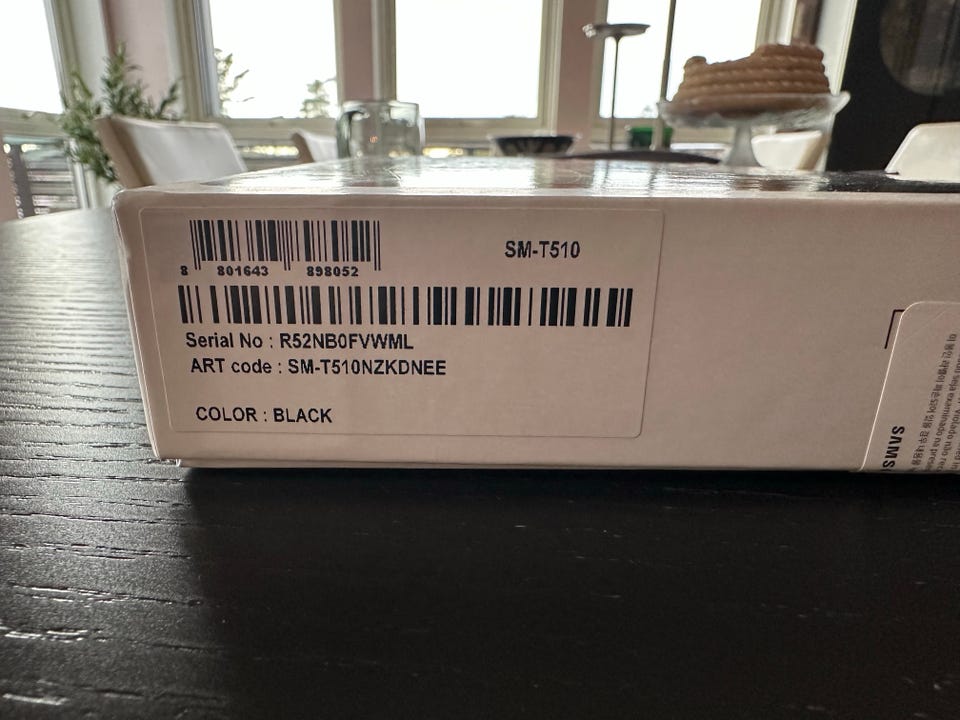 8 801643 898052
SM-T510
Serial No : R52NB0FVWML
ART code : SM-T510NZKDNEE
COLOR : BLACK